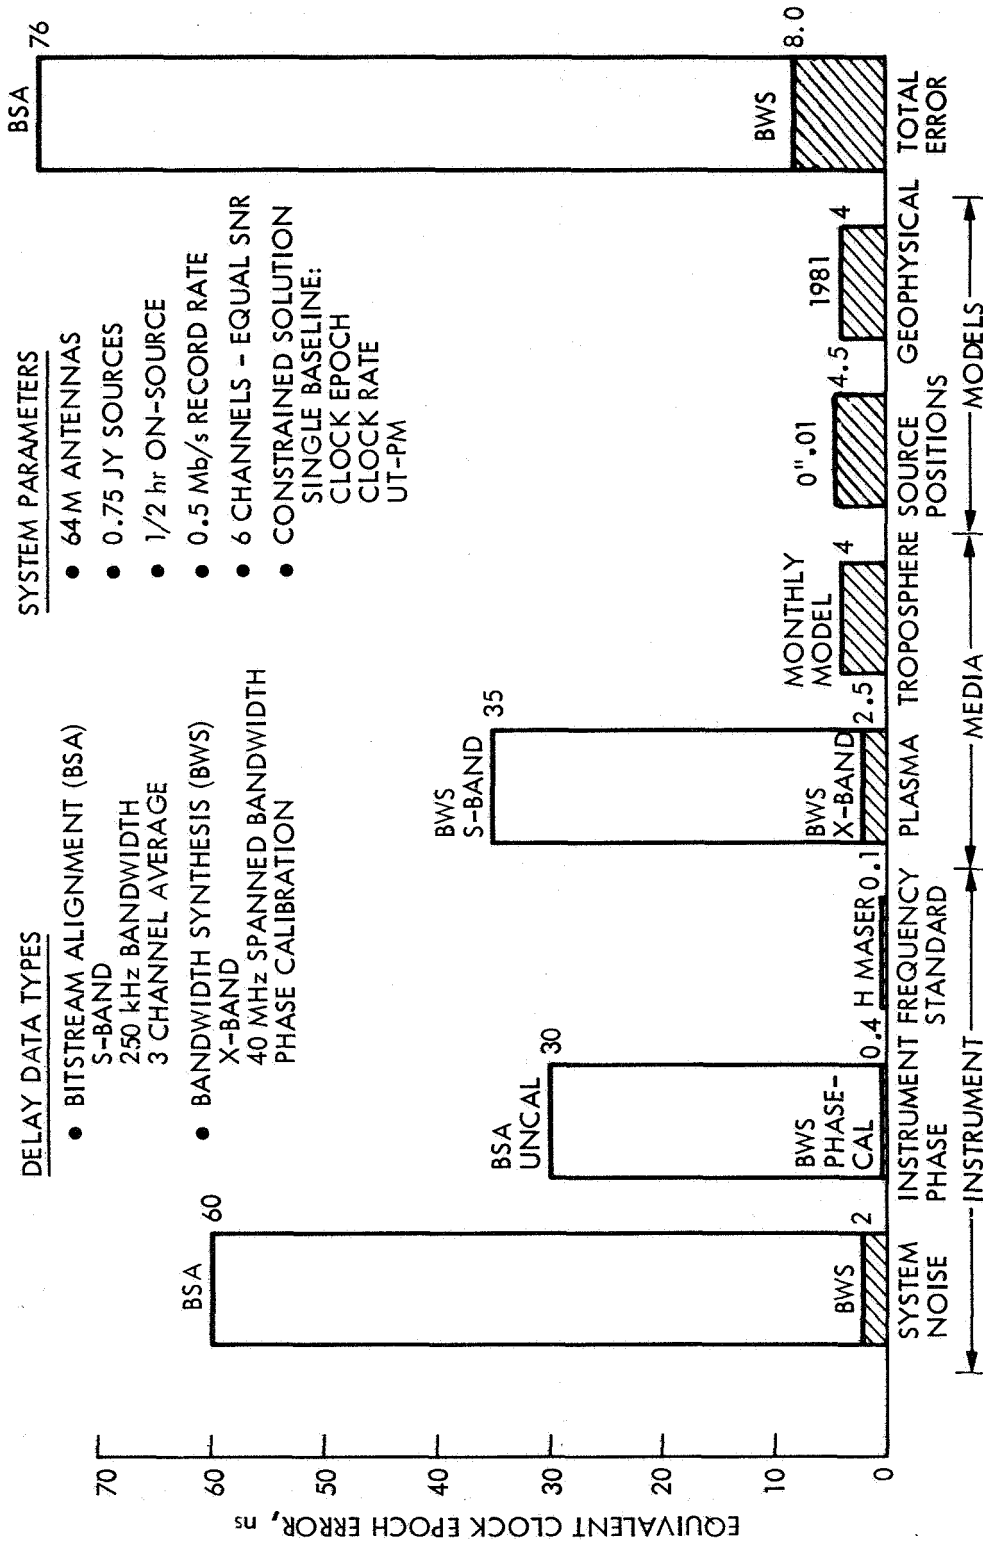 DELAY DATA TYPES
• BITSTREAM ALIGNMENT (BSA)
S-BAND
250 kHz BANDWIDTH
3 CHANNEL AVERAGE
• BANDWIDTH SYNTHESIS (BWS)
X-BAND
40 MHz SPANNED BANDWIDTH
PHASE CALIBRATION
SYSTEM PARAMETERS
• 64M ANTENNAS
• 0.75 JY SOURCES
• 1/2 hr ON-SOURCE
• 0.5 Mb/s RECORD RATE
• 6 CHANNELS - EQUAL SNR
• CONSTRAINED SOLUTION
SINGLE BASELINE:
CLOCK EPOCH
CLOCK RATE
UT-PM
EQUIVALENT CLOCK EPOCH ERROR, ns
70
60
50
40
30
20
10
0
BSA
60
BWS
2
SYSTEM
NOISE
BSA
UNCAL
30
BWS
PHASE-
CAL
0.4
INSTRUMENT
PHASE
H MASER
0.1
FREQUENCY
STANDARD
BWS
S-BAND
35
BWS
X-BAND
2.5
PLASMA
MONTHLY
MODEL
4
TROPOSPHERE
0".01
4.5
SOURCE
POSITIONS
1981
4
GEOPHYSICAL
BSA
76
BWS
8.0
TOTAL
ERROR
INSTRUMENT
MEDIA
MODELS